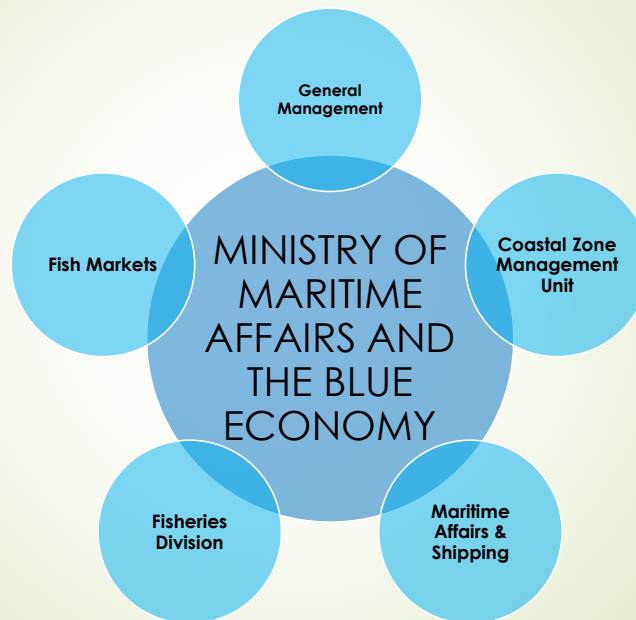 General
Management
Fish Markets
MINISTRY OF
MARITIME
AFFAIRS AND
THE BLUE
ECONOMY
Coastal Zone
Management
Unit
Fisheries
Division
Maritime
Affairs &
Shipping